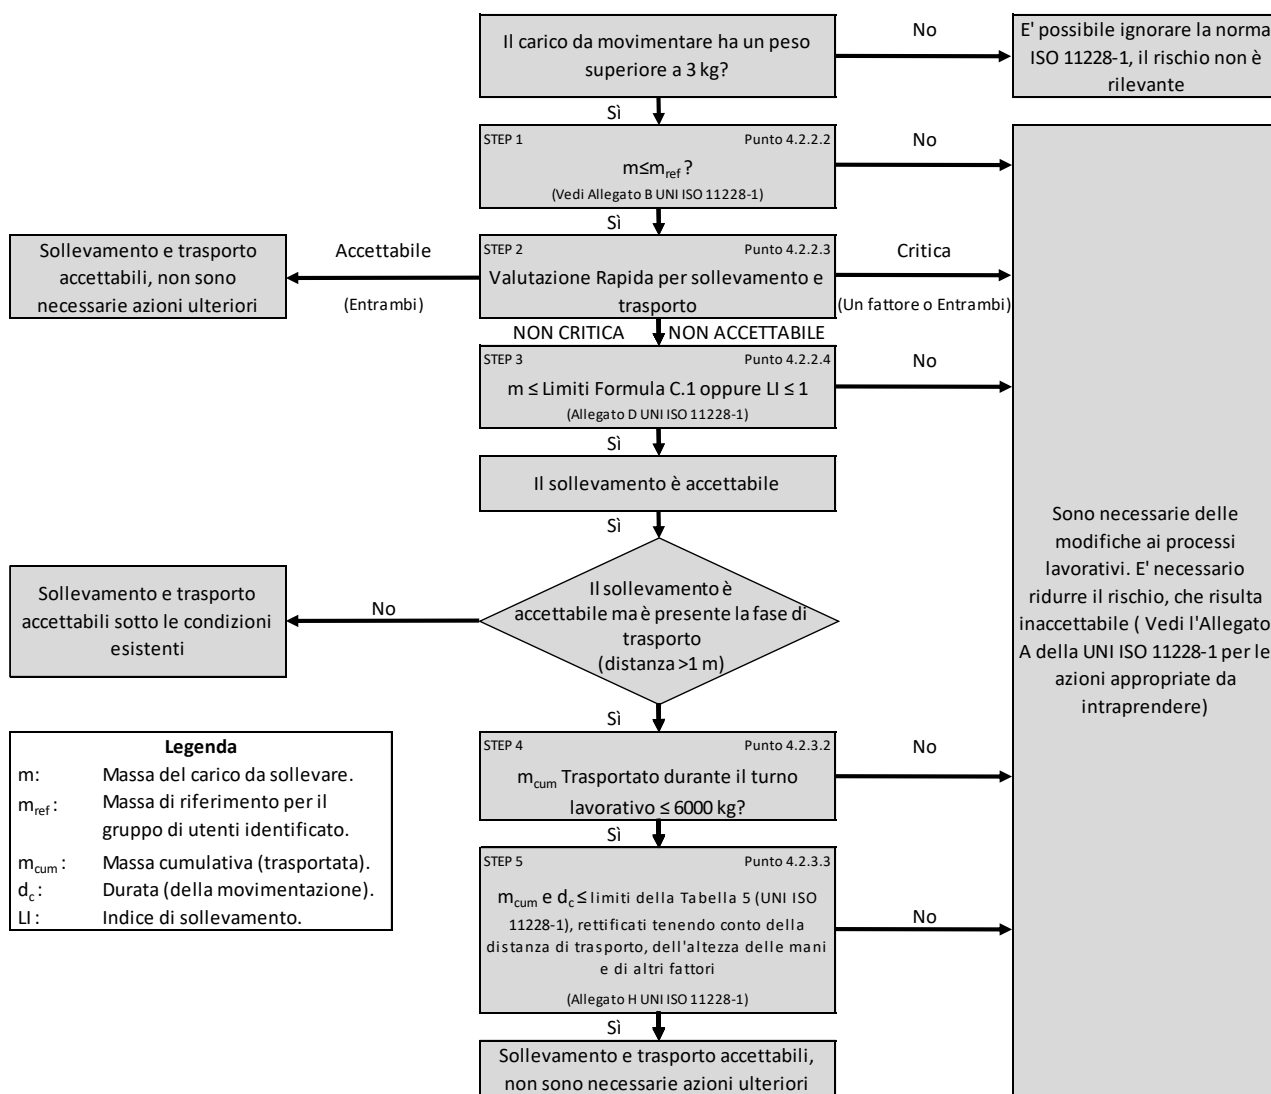 Il carico da movimentare ha un peso
superiore a 3 kg?
No
E' possibile ignorare la norma
ISO 11228-1, il rischio non è
rilevante
Sì
STEP 1 Punto 4.2.2.2
m≤mref ?
(Vedi Allegato B UNI ISO 11228-1)
No
Sì
Sollevamento e trasporto
accettabili, non sono
necessarie azioni ulteriori
Accettabile
(Entrambi)
STEP 2 Punto 4.2.2.3
Valutazione Rapida per sollevamento e
trasporto
Critica
(Un fattore o Entrambi)
NON CRITICA NON ACCETTABILE
STEP 3 Punto 4.2.2.4
m ≤ Limiti Formula C.1 oppure LI ≤ 1
(Allegato D UNI ISO 11228-1)
No
Sì
Il sollevamento è accettabile
Sì
Il sollevamento è
accettabile ma è presente la fase di
trasporto
(distanza >1 m)
No
Sollevamento e trasporto
accettabili sotto le condizioni
esistenti
Sono necessarie delle
modifiche ai processi
lavorativi. E' necessario
ridurre il rischio, che risulta
inaccettabile ( Vedi l'Allegato
A della UNI ISO 11228-1 per le
azioni appropriate da
intraprendere)
Sì
STEP 4 Punto 4.2.3.2
mcum Trasportato durante il turno
lavorativo ≤ 6000 kg?
No
Sì
STEP 5 Punto 4.2.3.3
mcum e dc ≤ limiti della Tabella 5 (UNI ISO
11228-1), rettificati tenendo conto della
distanza di trasporto, dell'altezza delle mani
e di altri fattori
(Allegato H UNI ISO 11228-1)
No
Sì
Sollevamento e trasporto accettabili,
non sono necessarie azioni ulteriori
Legenda
m: Massa del carico da sollevare.
mref : Massa di riferimento per il
gruppo di utenti identificato.
mcum : Massa cumulativa (trasportata).
dc : Durata (della movimentazione).
LI : Indice di sollevamento.